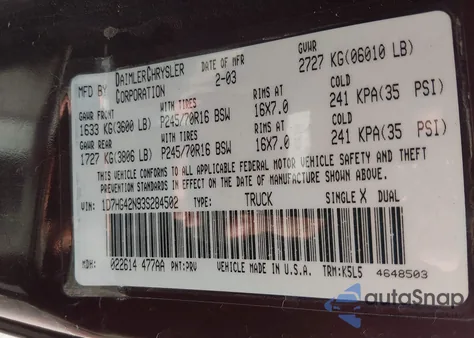 MFD BY DAIMLERCHRYSLER CORPORATION DATE OF MFR 2-03 GVWR 2727 KG(06010 LB)
GAWR FRONT WITH TIRES RIMS AT COLD
1633 KG(3600 LB) P245/70R16 BSW 16X7.0 241 KPA(35 PSI)
GAWR REAR WITH TIRES RIMS AT COLD
1727 KG(3806 LB) P245/70R16 BSW 16X7.0 241 KPA(35 PSI)
THIS VEHICLE CONFORMS TO ALL APPLICABLE FEDERAL MOTOR VEHICLE SAFETY AND THEFT
PREVENTION STANDARDS IN EFFECT ON THE DATE OF MANUFACTURE SHOWN ABOVE.
VIN: 1D7HG42N93S284502 TYPE: TRUCK SINGLE X DUAL
MDH: 022614 477AA PNT:PRV VEHICLE MADE IN U.S.A. TRM:K5L5 4648503
autoSnap